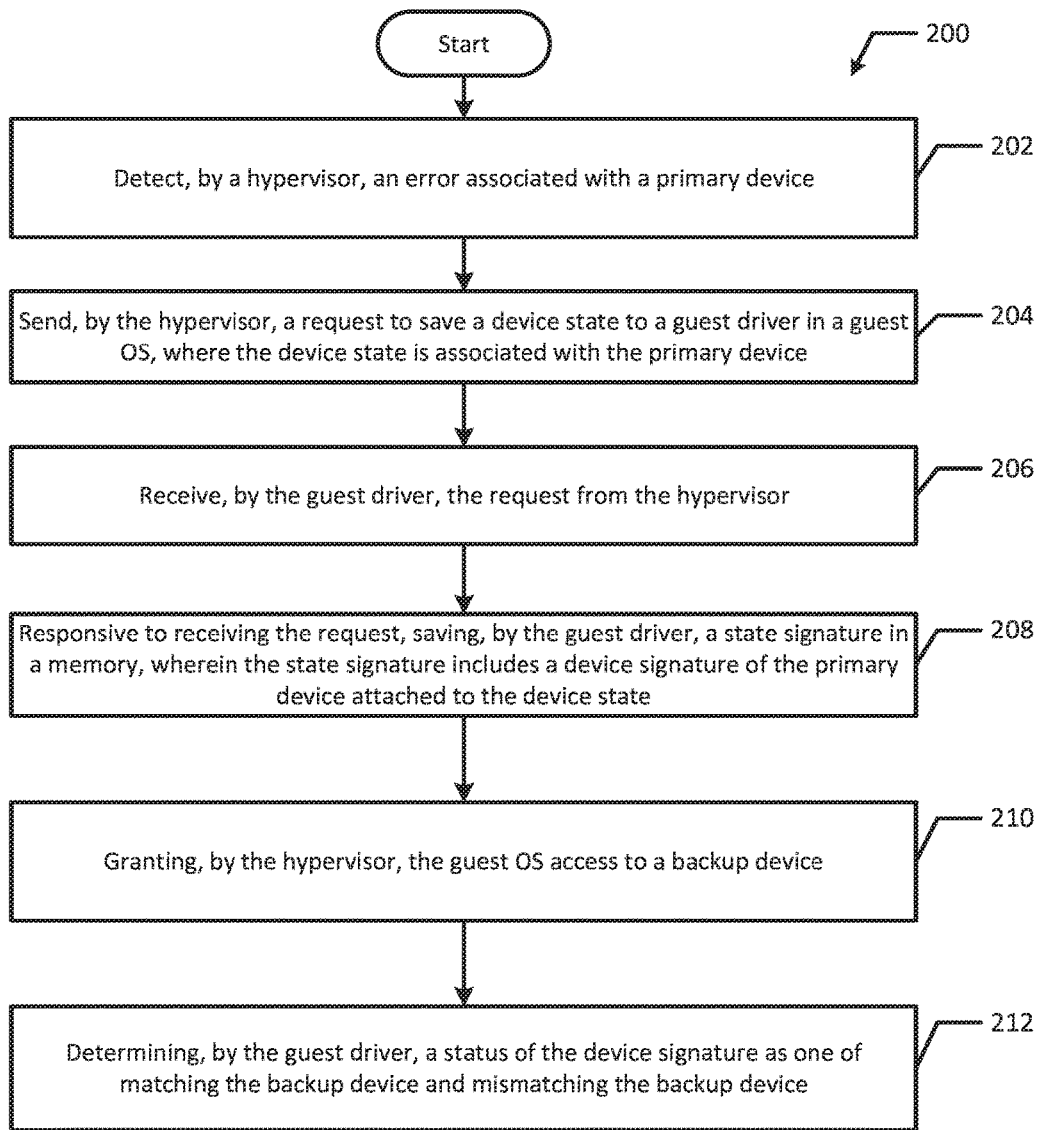 Start
200
Detect, by a hypervisor, an error associated with a primary device
202
Send, by the hypervisor, a request to save a device state to a guest driver in a guest
OS, where the device state is associated with the primary device
204
Receive, by the guest driver, the request from the hypervisor
206
Responsive to receiving the request, saving, by the guest driver, a state signature in
a memory, wherein the state signature includes a device signature of the primary
device attached to the device state
208
Granting, by the hypervisor, the guest OS access to a backup device
210
Determining, by the guest driver, a status of the device signature as one of
matching the backup device and mismatching the backup device
212